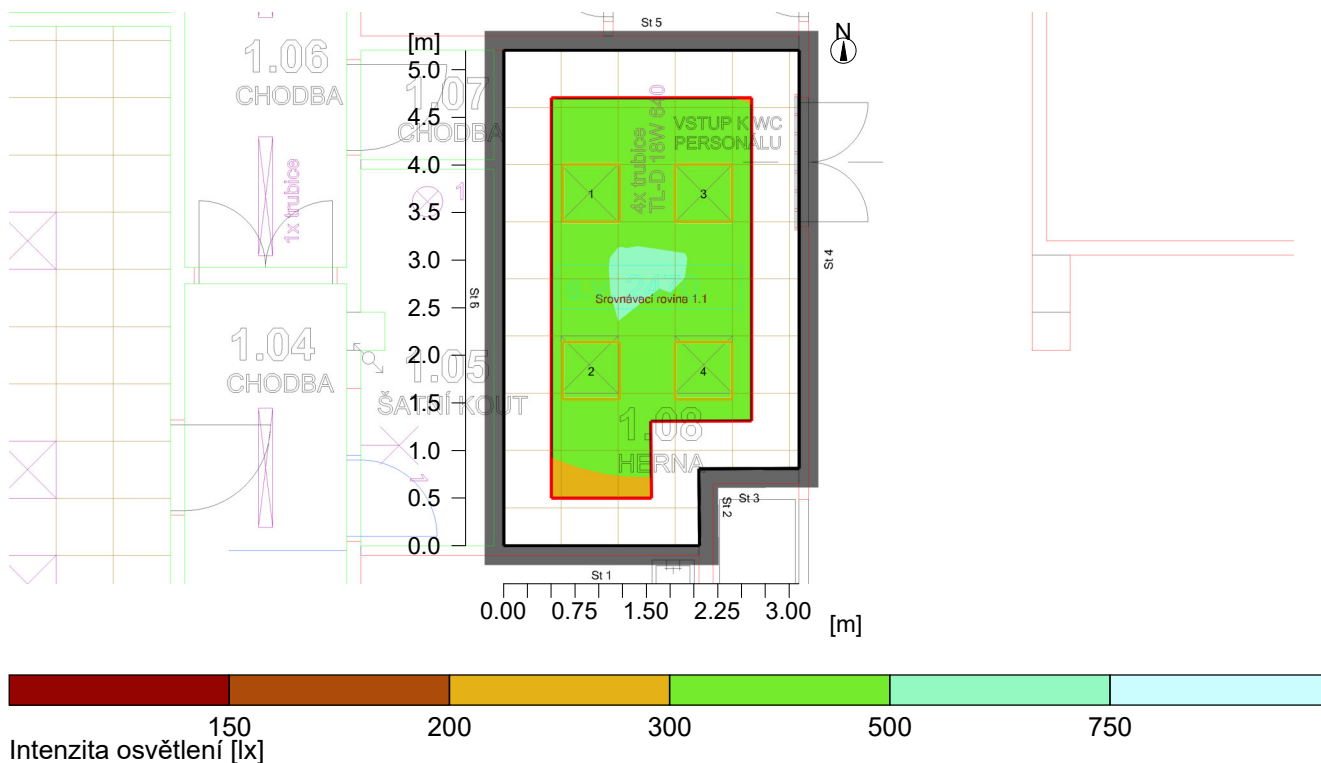 St 5
N
[m]
1.06
CHODBA
1.07
CHODBA
5.0
4.5
4.0
3.5
3.0
2.5
2.0
1.5
1.0
0.5
0.0
4x trubice
TL-D 18W 640
VSTUP K WC
PERSONÁLU
1x trubice
1
1
3
St 4
St 6
Srovnávací rovina 1.1
1.04
CHODBA
1.05
ŠATNÍ KOUT
2
4
1
1.08
HERNA
St 3
St 2
St 1
0.00 0.75 1.50 2.25 3.00
[m]
150 200 300 500 750
Intenzita osvětlení [lx]